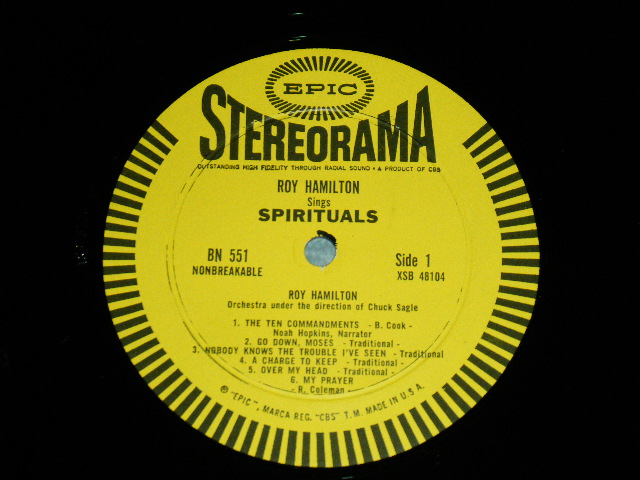 EPIC
STEREORAMA
OUTSTANDING HIGH FIDELITY THROUGH RADIAL SOUND • A PRODUCT OF CBS
ROY HAMILTON
Sings
SPIRITUALS
BN 551
NONBREAKABLE
Side 1
XSB 48104
ROY HAMILTON
Orchestra under the direction of Chuck Sagle
1. THE TEN COMMANDMENTS - B. Cook -
Noah Hopkins, Narrator
2. GO DOWN, MOSES - Traditional -
3. NOBODY KNOWS THE TROUBLE I'VE SEEN - Traditional
4. A CHARGE TO KEEP - Traditional -
5. OVER MY HEAD - Traditional -
6. MY PRAYER
- R. Coleman -
® "EPIC", MARCA REG. "CBS" T.M. MADE IN U.S.A.